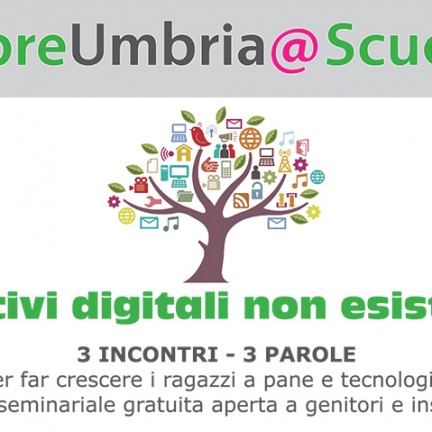 oreUmbria@Scuo
tivi digitali non esist
3 INCONTRI - 3 PAROLE
er far crescere i ragazzi a pane e tecnologi
seminariale gratuita aperta a genitori e ins